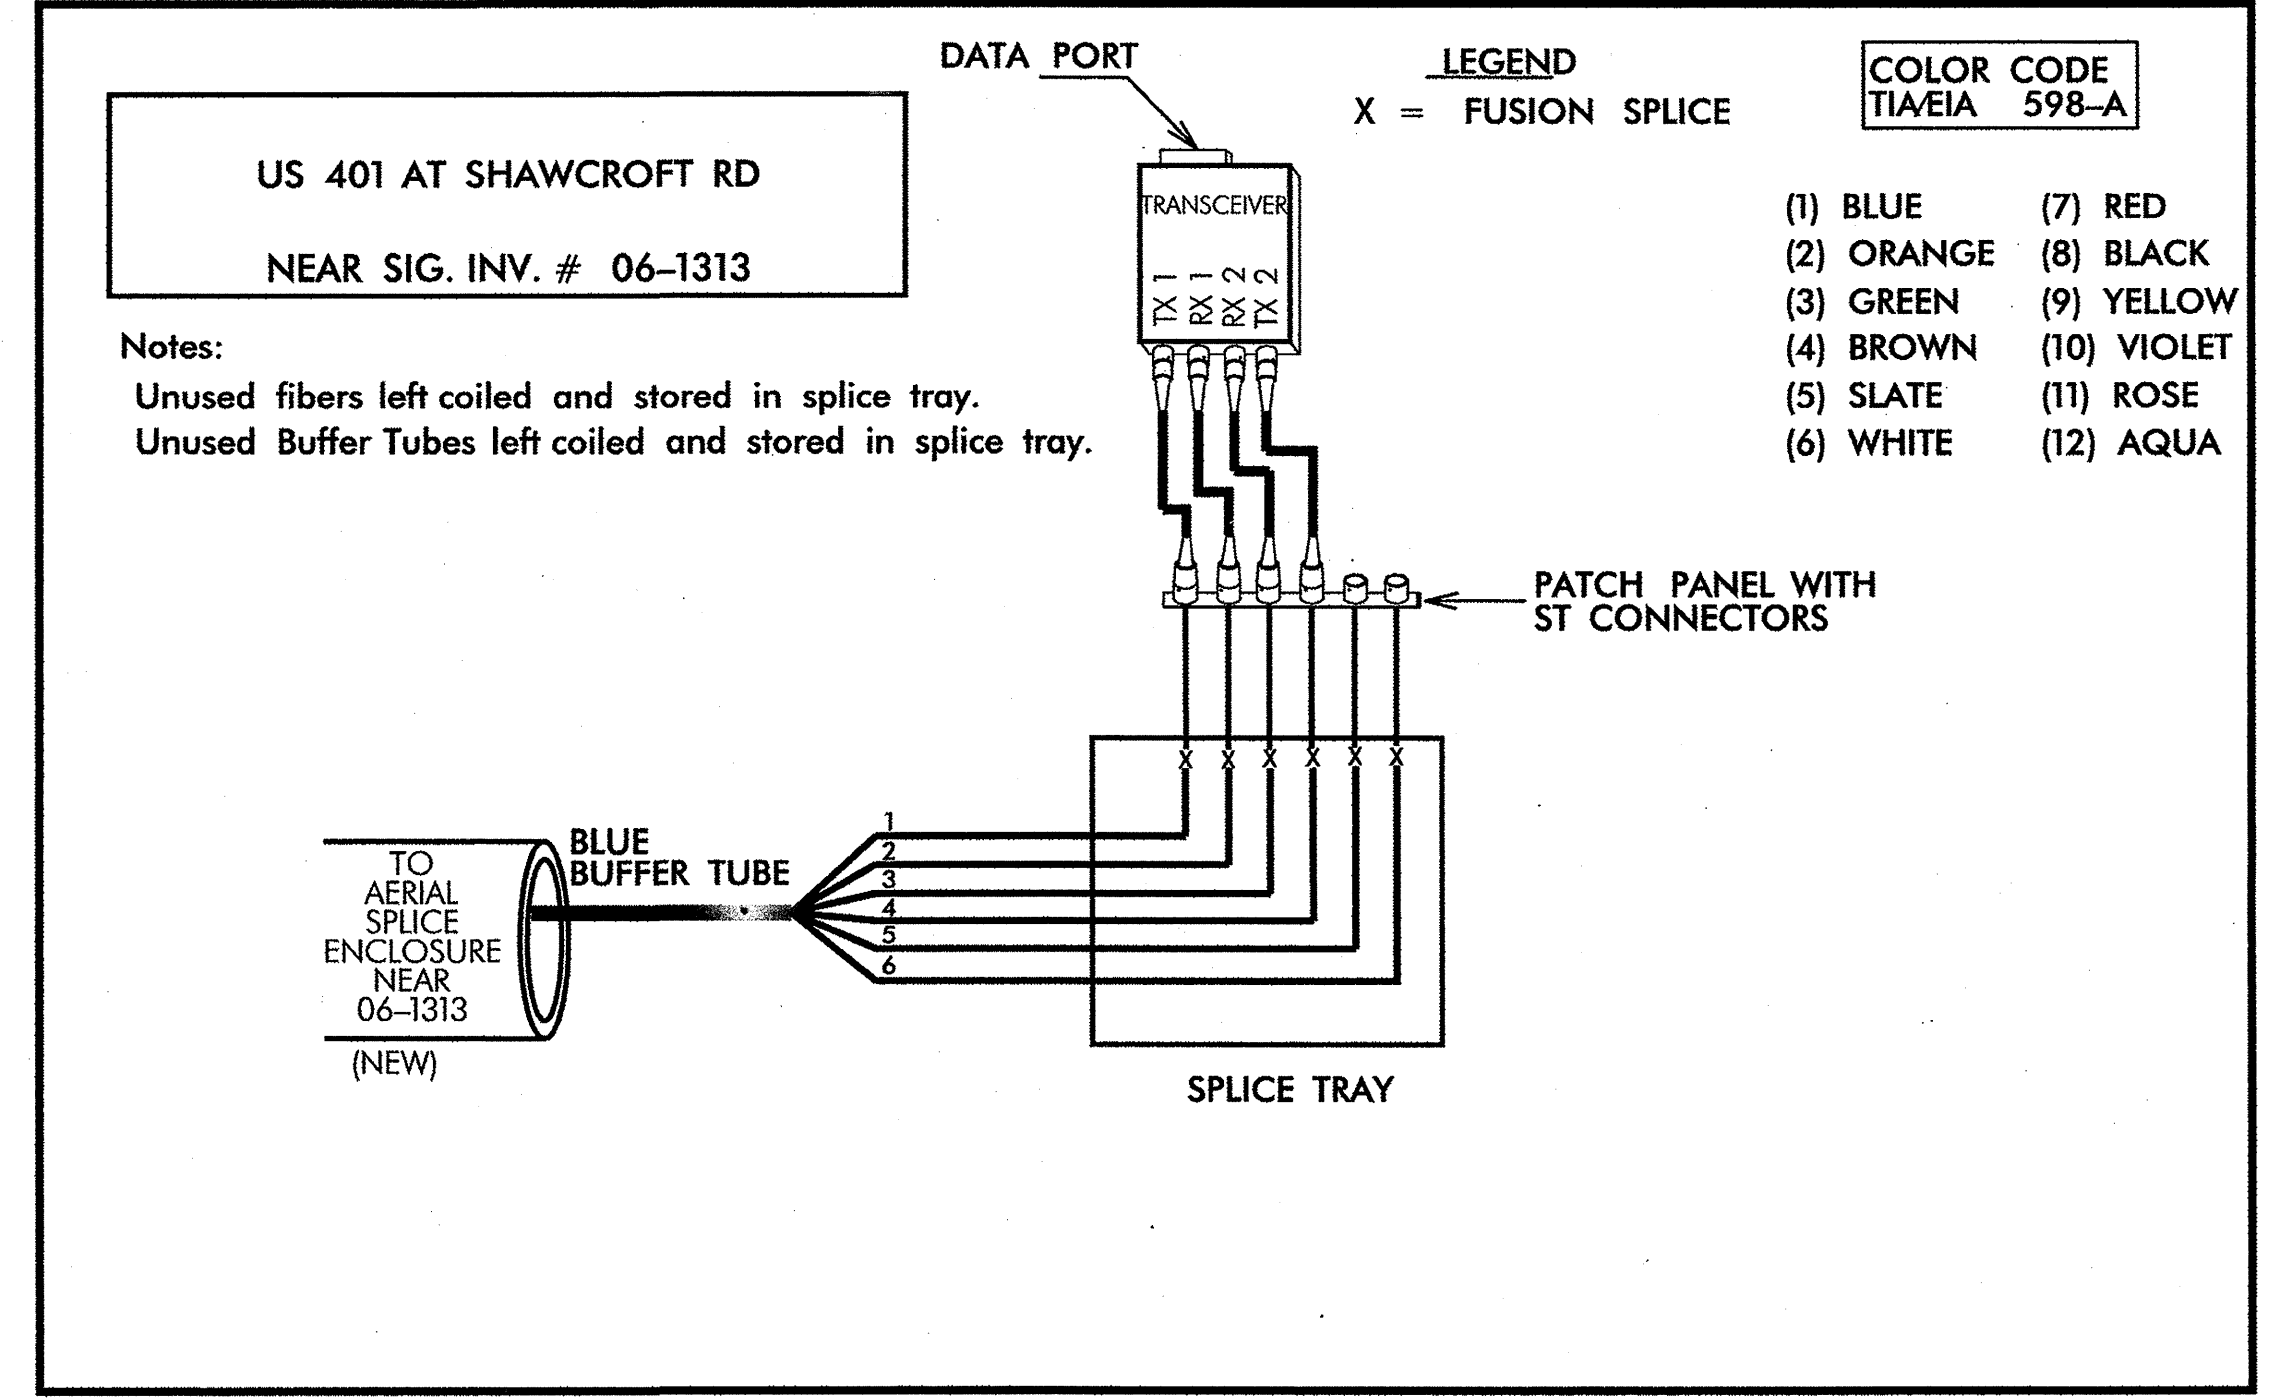 DATA PORT
LEGEND
X = FUSION SPLICE
COLOR CODE
TIA/EIA 598-A
US 401 AT SHAWCROFT RD
NEAR SIG. INV. # 06-1313
Notes:
Unused fibers left coiled and stored in splice tray.
Unused Buffer Tubes left coiled and stored in splice tray.
TRANSCEIVER
TX 1
RX 1
RX 2
TX 2
(1) BLUE
(2) ORANGE
(3) GREEN
(4) BROWN
(5) SLATE
(6) WHITE
(7) RED
(8) BLACK
(9) YELLOW
(10) VIOLET
(11) ROSE
(12) AQUA
PATCH PANEL WITH
ST CONNECTORS
X X X X X X
BLUE
BUFFER TUBE
1
2
3
4
5
6
TO
AERIAL
SPLICE
ENCLOSURE
NEAR
06-1313
(NEW)
SPLICE TRAY